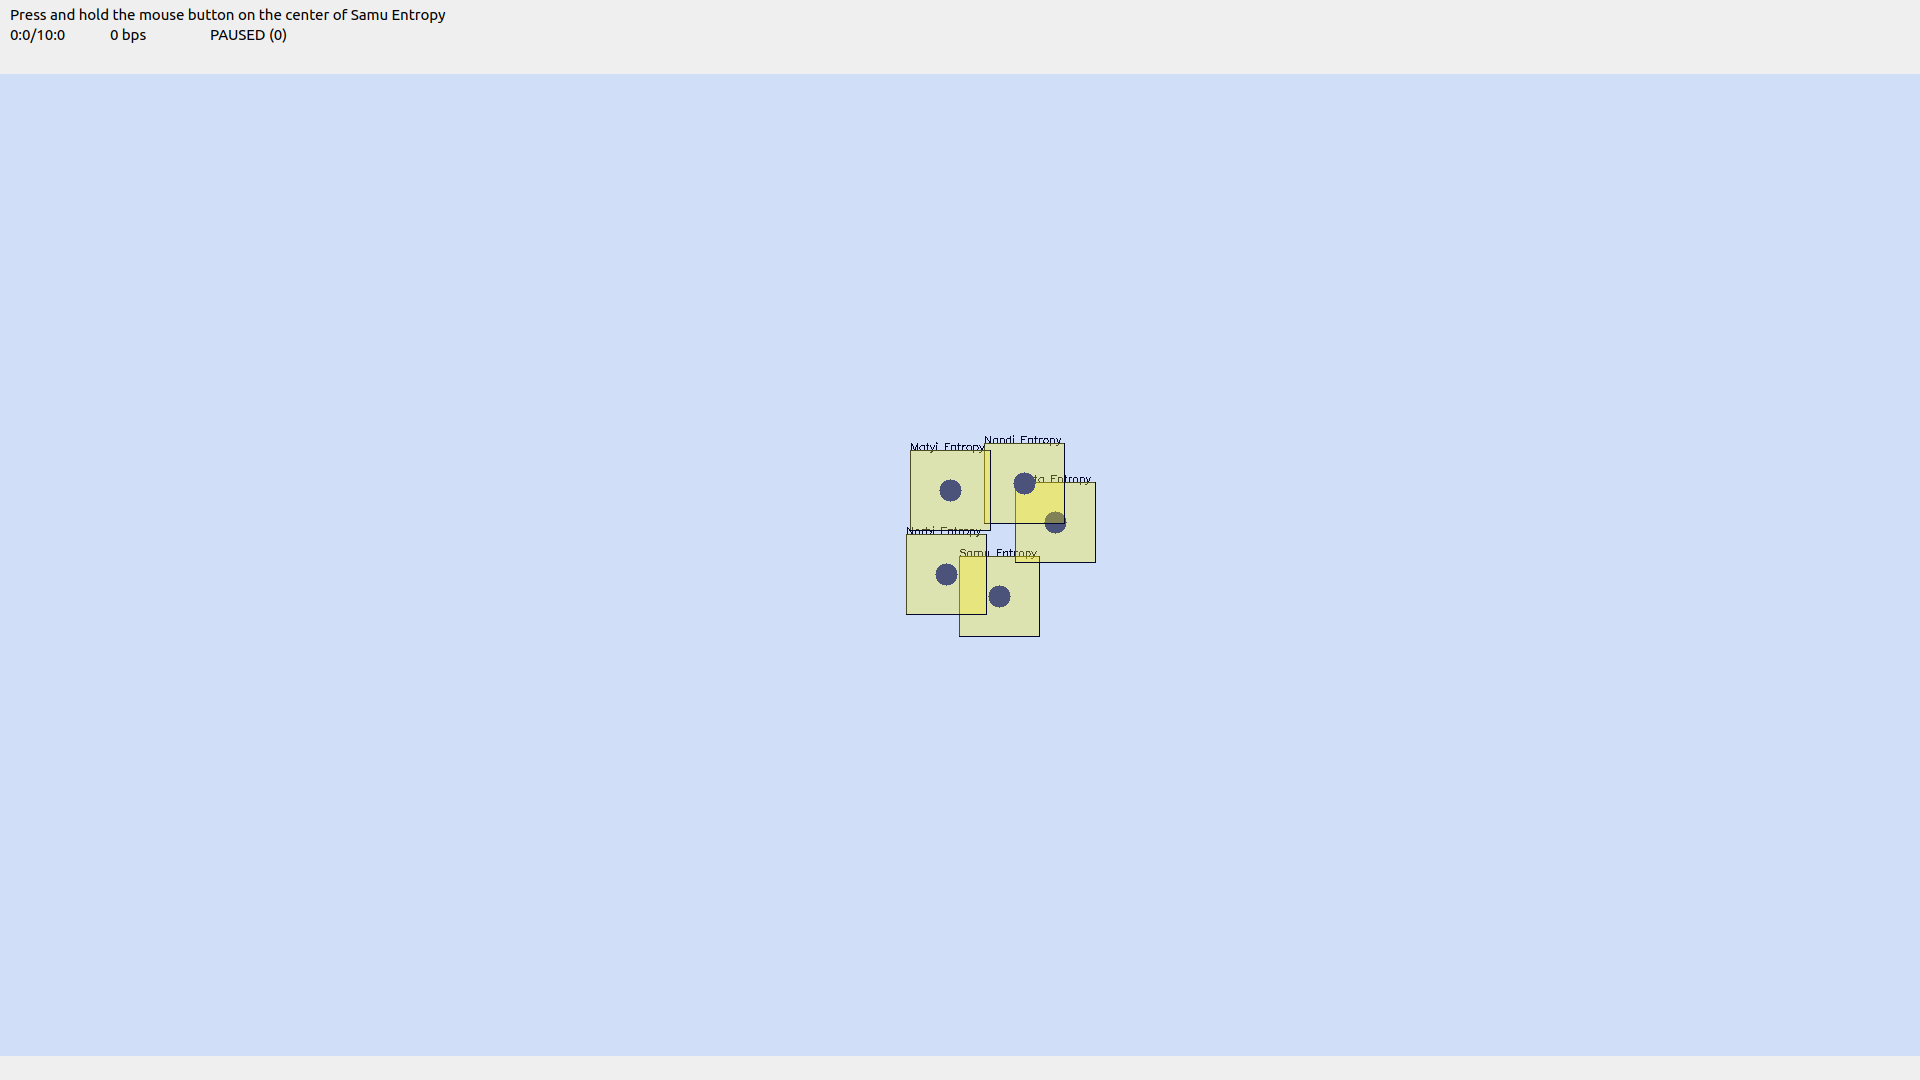 Press and hold the mouse button on the center of Samu Entropy
0:0/10:0 0 bps PAUSED (0)
Nandi Entropy
Matyi Entropy
Entropy
Norbi Entropy
Samu Entropy